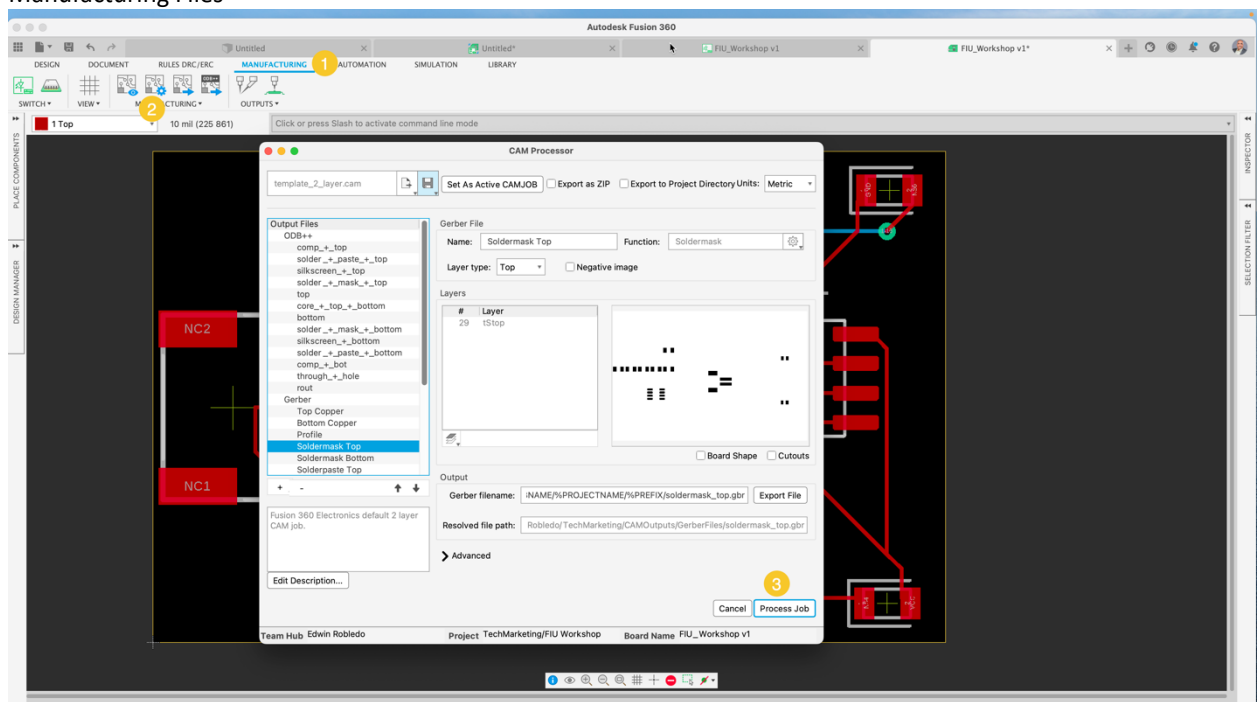 Manufacturing Files
Autodesk Fusion 360
Untitled
Untitled*
FIU_Workshop v1
FIU_Workshop v1*
DESIGN DOCUMENT RULES DRC/ERC MANUFACTURING 1 AUTOMATION SIMULATION LIBRARY
SWITCH VIEW M 2 CTURING OUTPUTS
1 Top
10 mil (225 861)
Click or press Slash to activate command line mode
PLACE COMPONENTS
DESIGN MANAGER
INSPECTOR
SELECTION FILTER
CAM Processor
template_2_layer.cam
Set As Active CAMJOB
Export as ZIP
Export to Project Directory
Units: Metric
Output Files
ODB++
comp_+_top
solder_+_paste_+_top
silkscreen_+_top
solder_+_mask_+_top
top
core_+_top_+_bottom
bottom
solder_+_mask_+_bottom
silkscreen_+_bottom
solder_+_paste_+_bottom
comp_+_bot
through_+_hole
rout
Gerber
Top Copper
Bottom Copper
Profile
Soldermask Top
Soldermask Bottom
Solderpaste Top
+ -
Fusion 360 Electronics default 2 layer
CAM job.
Edit Description...
Gerber File
Name: Soldermask Top
Function: Soldermask
Layer type: Top
Negative image
Layers
# Layer
29 tStop
Board Shape
Cutouts
Output
Gerber filename: NAME/%PROJECTNAME/%PREFIX/soldermask_top.gbr
Export File
Resolved file path: Robledo/TechMarketing/CAMOutputs/GerberFiles/soldermask_top.gbr
Advanced
3
Cancel
Process Job
Team Hub Edwin Robledo
Project TechMarketing/FIU Workshop
Board Name FIU_Workshop v1
NC2
NC1
GND
VCC